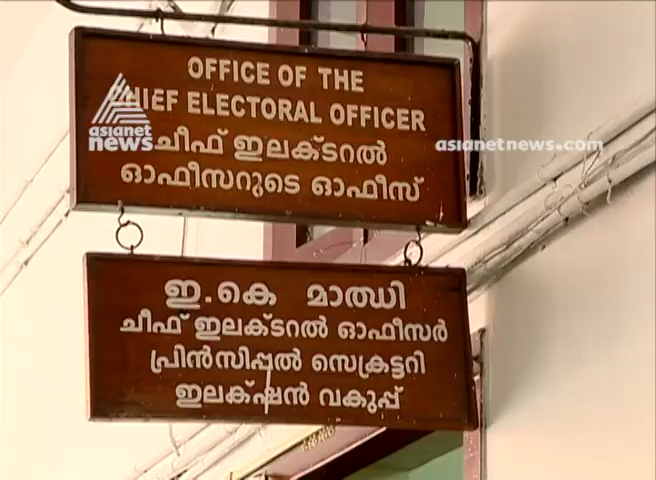 OFFICE OF THE
CHIEF ELECTORAL OFFICER
ചീഫ് ഇലക്ടറൽ
ഓഫീസറുടെ ഓഫീസ്
asianet
news
asianetnews.com
ഇ.കെ മാഝി
ചീഫ് ഇലക്ടറൽ ഓഫീസർ
പ്രിൻസിപ്പൽ സെക്രട്ടറി
ഇലക്ഷൻ വകുപ്പ്